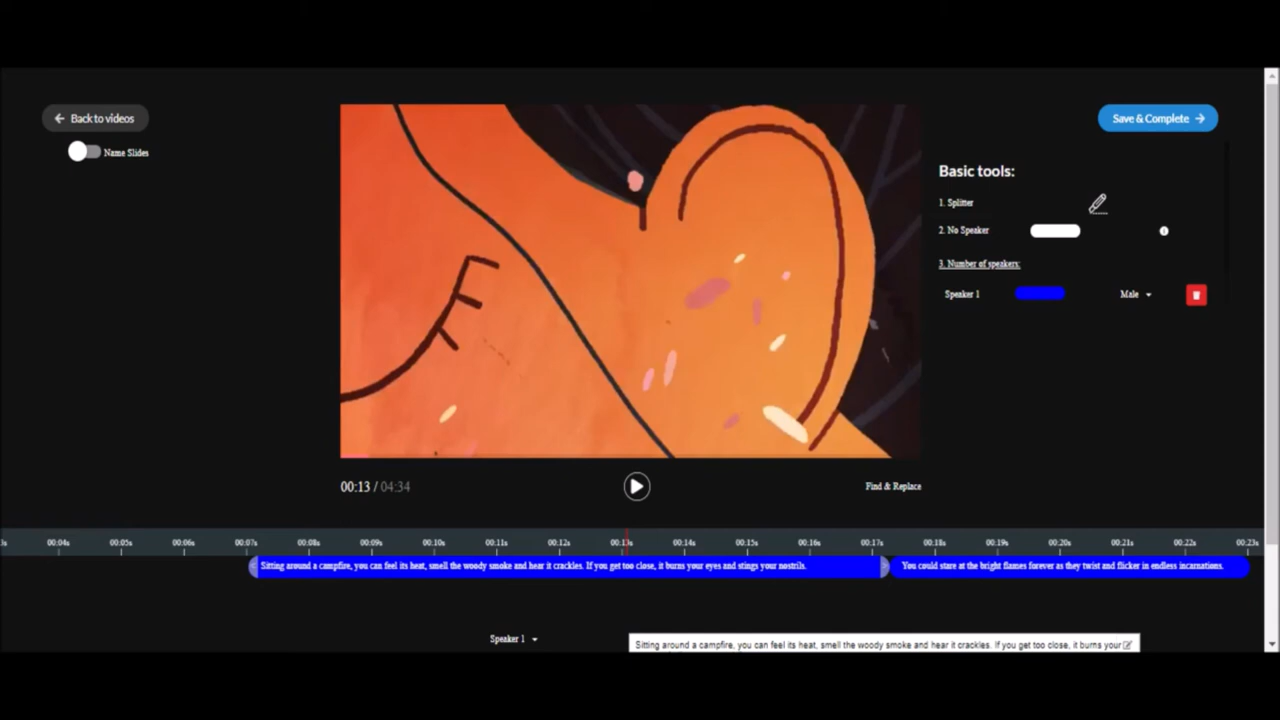 Back to videos
Name Slides
Save & Complete
Basic tools:
1. Splitter
2. No Speaker
3. Number of speakers:
Speaker 1
Male
00:13 / 04:34
Find & Replace
3s 00:04s 00:05s 00:06s 00:07s 00:08s 00:09s 00:10s 00:11s 00:12s 00:13s 00:14s 00:15s 00:16s 00:17s 00:18s 00:19s 00:20s 00:21s 00:22s 00:23s
Sitting around a campfire, you can feel its heat, smell the woody smoke and hear it crackles. If you get too close, it burns your eyes and stings your nostrils.
You could stare at the bright flames forever as they twist and flicker in endless incarnations.
Speaker 1
Sitting around a campfire, you can feel its heat, smell the woody smoke and hear it crackles. If you get too close, it burns your